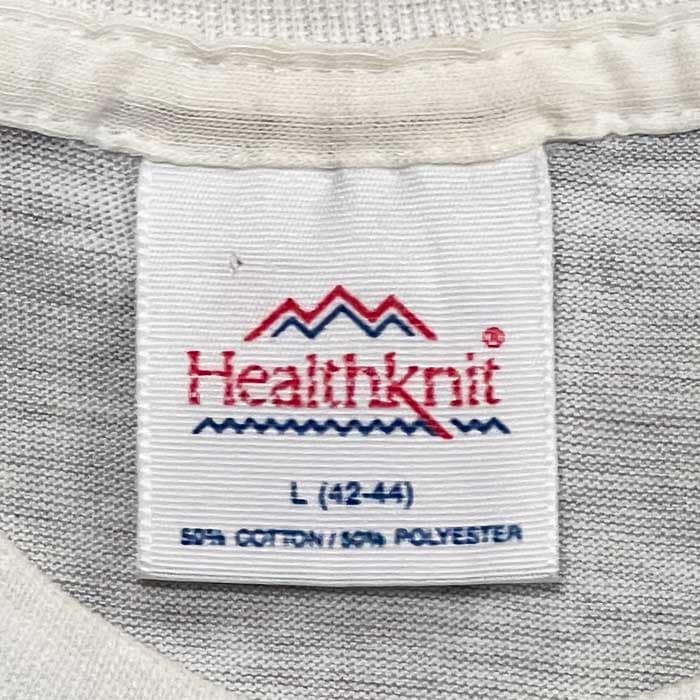 Healthknit®
L (42-44)
50% COTTON / 50% POLYESTER